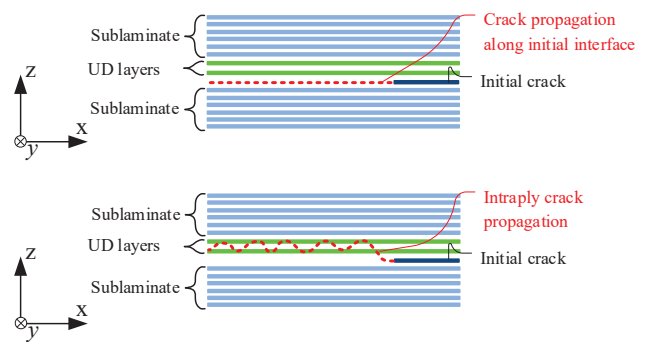 Sublaminate
Crack propagation
along initial interface
z
UD layers
Initial crack
Sublaminate
x
y
Sublaminate
Intraply crack
propagation
z
UD layers
Initial crack
Sublaminate
x
y